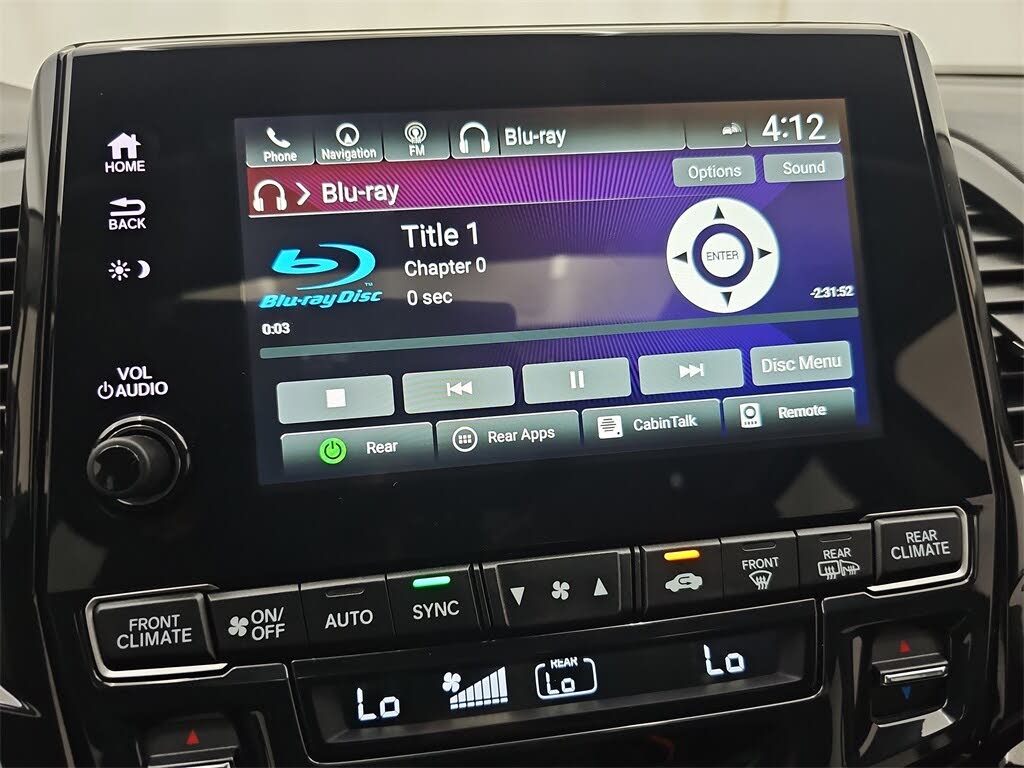 Phone
Navigation
FM
Blu-ray
4:12
HOME
Blu-ray
Options
Sound
BACK
Title 1
Chapter 0
0 sec
ENTER
Blu-ray Disc™
-2:31:52
0:03
VOL
AUDIO
Disc Menu
Rear
Rear Apps
CabinTalk
Remote
FRONT
CLIMATE
ON/
OFF
AUTO
SYNC
FRONT
REAR
REAR
CLIMATE
Lo
REAR
Lo
Lo